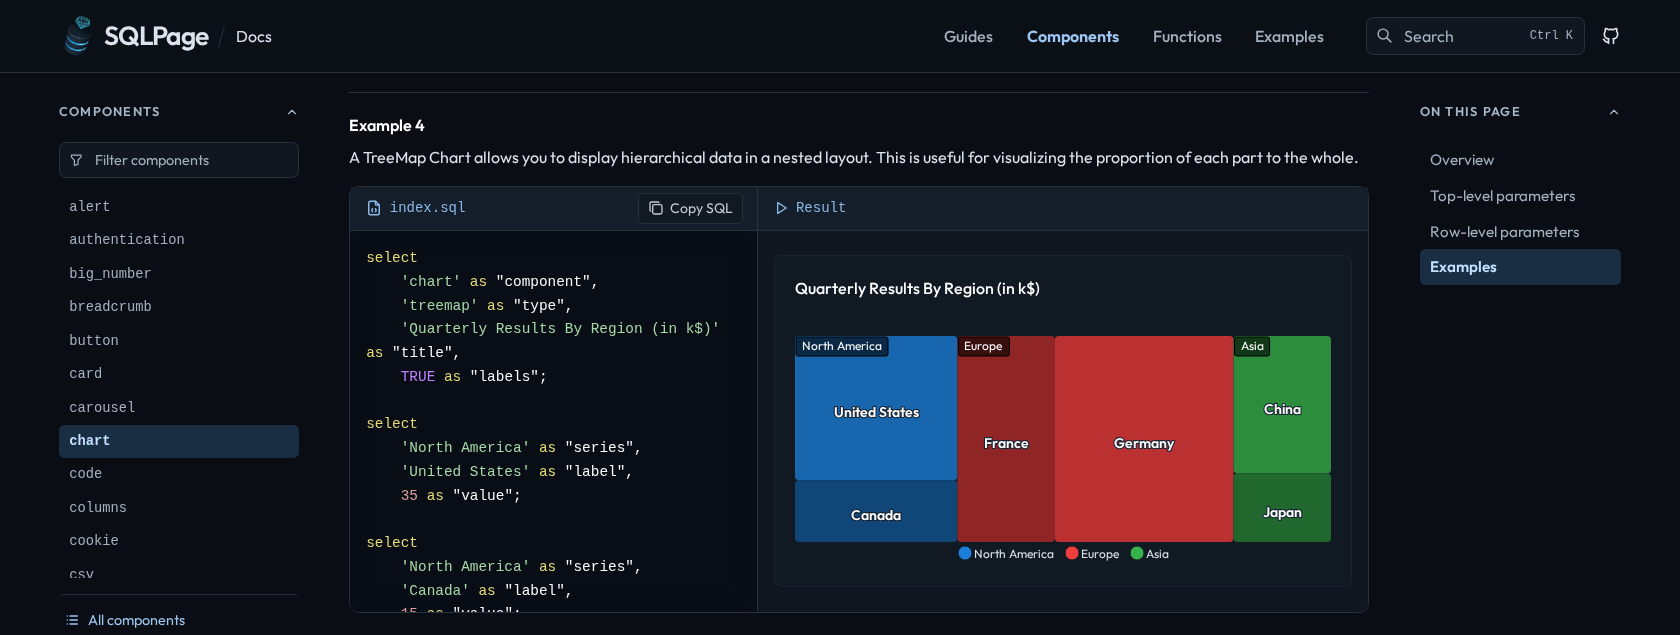 SQLPage / Docs
Guides
Components
Functions
Examples
Search
Ctrl K
COMPONENTS
Filter components
alert
authentication
big_number
breadcrumb
button
card
carousel
chart
code
columns
cookie
csv
All components
Example 4
A TreeMap Chart allows you to display hierarchical data in a nested layout. This is useful for visualizing the proportion of each part to the whole.
index.sql
Copy SQL
select
'chart' as "component",
'treemap' as "type",
'Quarterly Results By Region (in k$)'
as "title",
TRUE as "labels";
select
'North America' as "series",
'United States' as "label",
35 as "value";
select
'North America' as "series",
'Canada' as "label",
15 as "value";
Result
Quarterly Results By Region (in k$)
North America
Europe
Asia
United States
China
France
Germany
Canada
Japan
North America
Europe
Asia
ON THIS PAGE
Overview
Top-level parameters
Row-level parameters
Examples